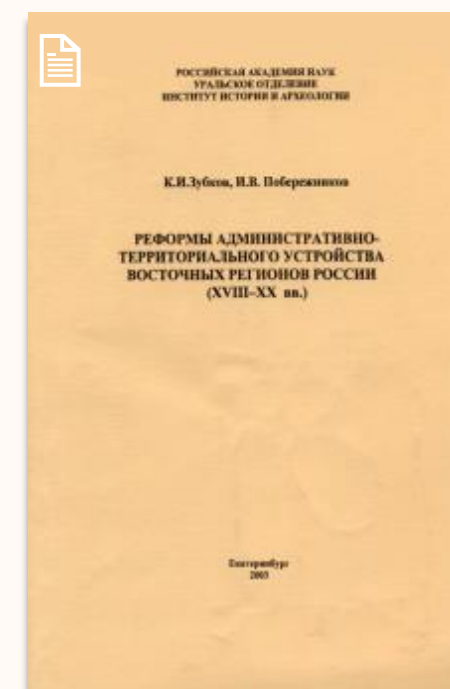 РОССИЙСКАЯ АКАДЕМИЯ НАУК
УРАЛЬСКОЕ ОТДЕЛЕНИЕ
ИНСТИТУТ ИСТОРИИ И АРХЕОЛОГИИ
К.И.Зубков, И.В. Побережников
РЕФОРМЫ АДМИНИСТРАТИВНО-
ТЕРРИТОРИАЛЬНОГО УСТРОЙСТВА
ВОСТОЧНЫХ РЕГИОНОВ РОССИИ
(XVIII–XX вв.)
Екатеринбург
2003